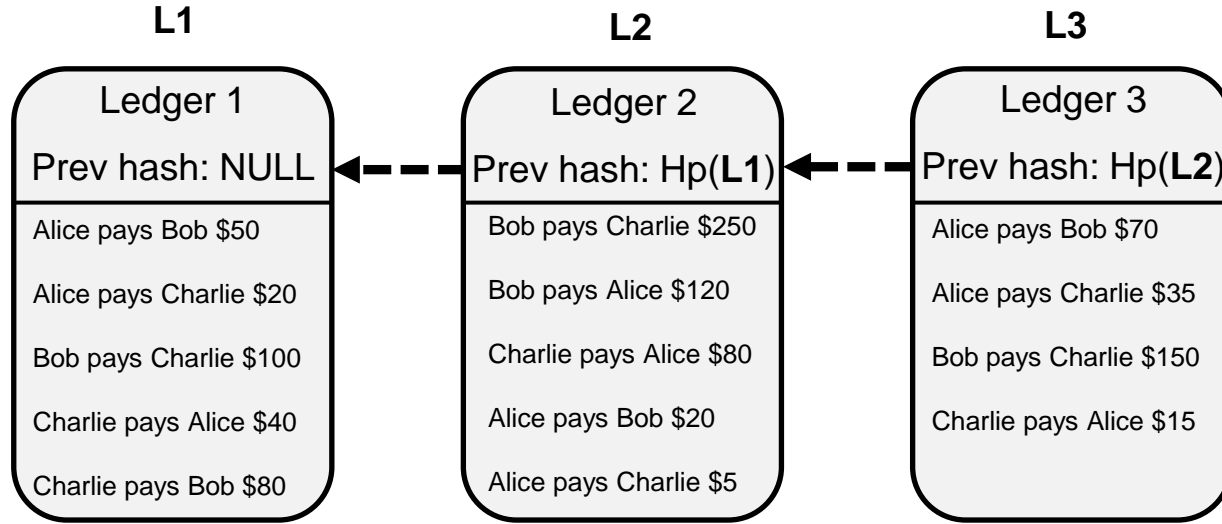 L1
Ledger 1
Prev hash: NULL
Alice pays Bob $50
Alice pays Charlie $20
Bob pays Charlie $100
Charlie pays Alice $40
Charlie pays Bob $80
L2
Ledger 2
Prev hash: Hp(L1)
Bob pays Charlie $250
Bob pays Alice $120
Charlie pays Alice $80
Alice pays Bob $20
Alice pays Charlie $5
L3
Ledger 3
Prev hash: Hp(L2)
Alice pays Bob $70
Alice pays Charlie $35
Bob pays Charlie $150
Charlie pays Alice $15